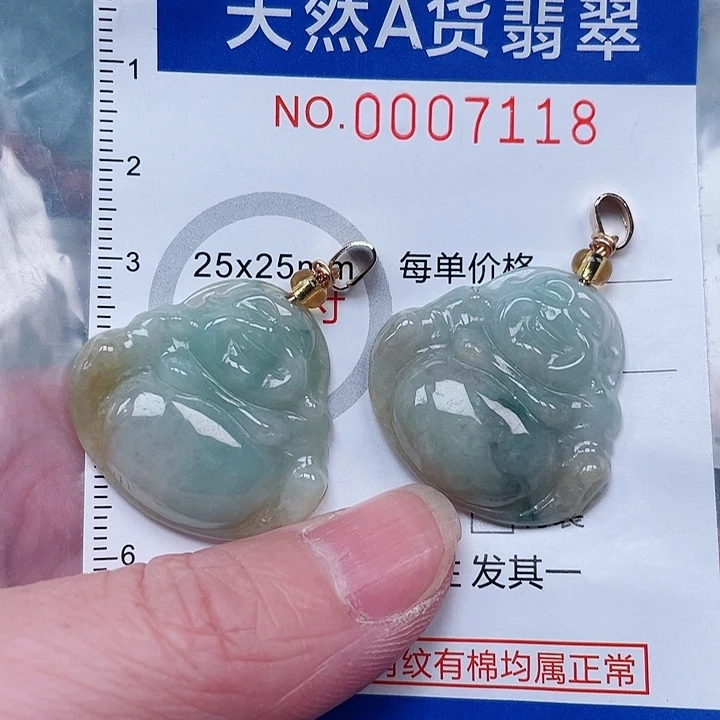 天然A货翡翠
NO.0007118
1
2
3
6
25x25mm
每单价格
寸
发其一
纹有棉均属正常